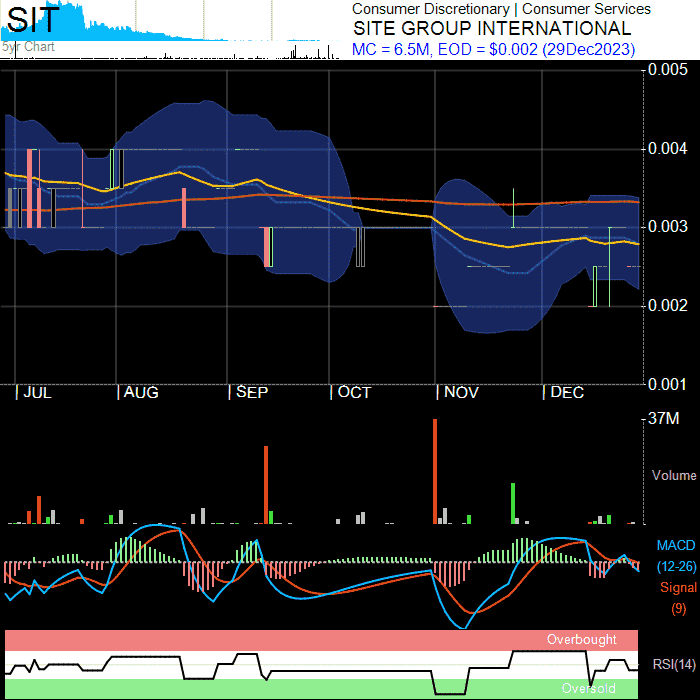 SIT
5yr Chart
Consumer Discretionary | Consumer Services
SITE GROUP INTERNATIONAL
MC = 6.5M, EOD = $0.002 (29Dec2023)
0.005
0.004
0.003
0.002
0.001
JUL AUG SEP OCT NOV DEC
37M
Volume
MACD
(12-26)
Signal
(9)
Overbought
RSI(14)
Oversold